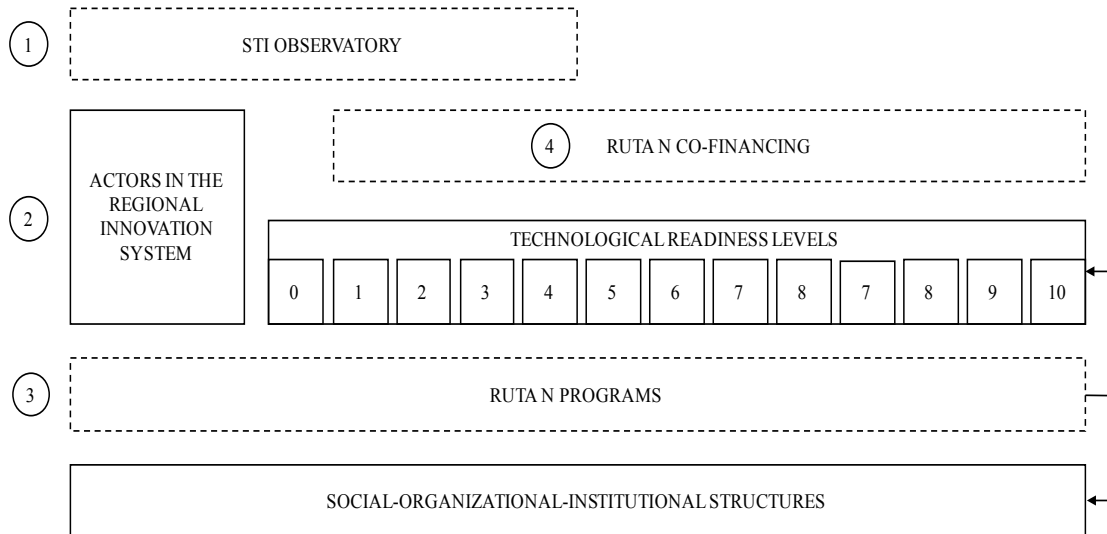 1
STI OBSERVATORY
2
ACTORS IN THE
REGIONAL
INNOVATION
SYSTEM
4 RUTA N CO-FINANCING
TECHNOLOGICAL READINESS LEVELS
0 1 2 3 4 5 6 7 8 7 8 9 10
3
RUTA N PROGRAMS
SOCIAL-ORGANIZATIONAL-INSTITUTIONAL STRUCTURES